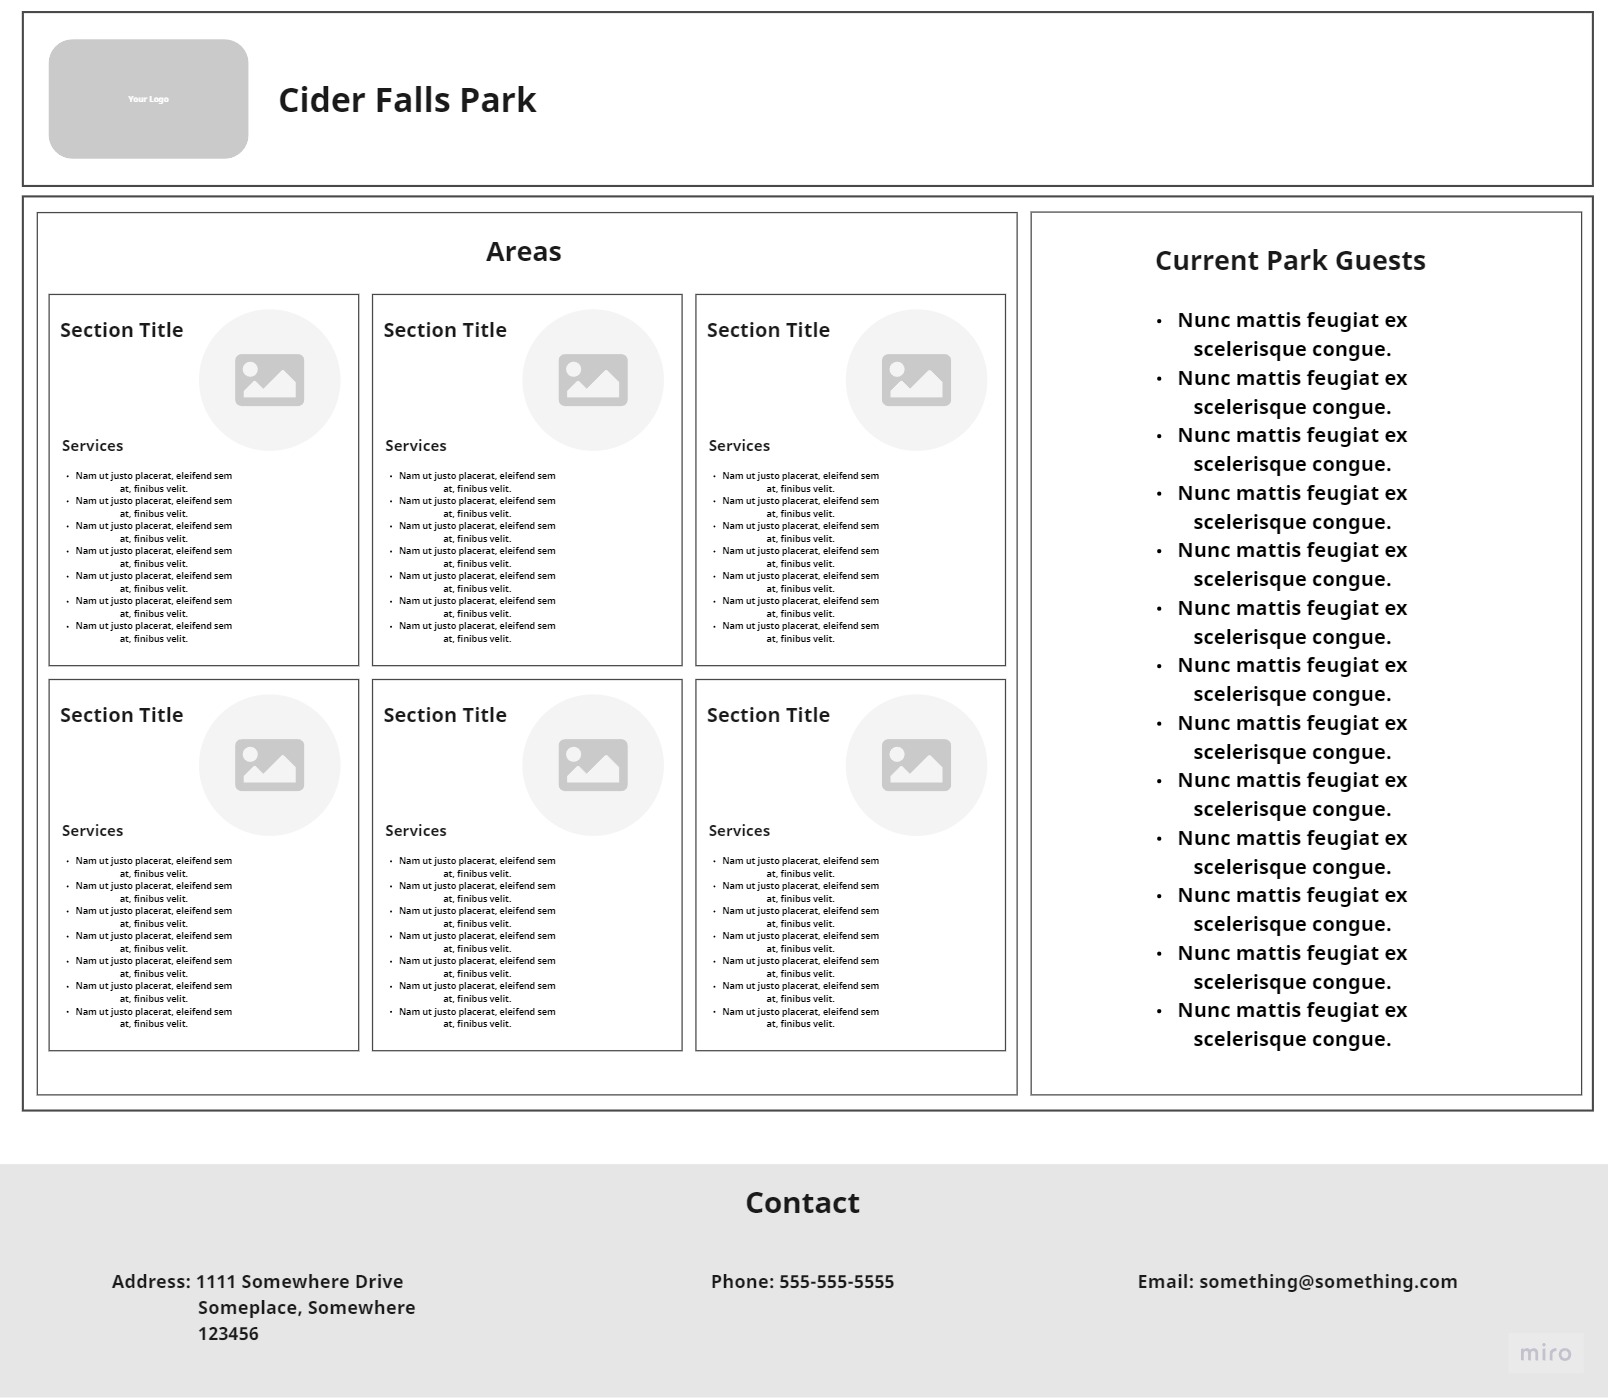 Your Logo
Cider Falls Park
Areas
Section Title
Services
• Nam ut justo placerat, eleifend sem
at, finibus velit.
• Nam ut justo placerat, eleifend sem
at, finibus velit.
• Nam ut justo placerat, eleifend sem
at, finibus velit.
• Nam ut justo placerat, eleifend sem
at, finibus velit.
• Nam ut justo placerat, eleifend sem
at, finibus velit.
• Nam ut justo placerat, eleifend sem
at, finibus velit.
• Nam ut justo placerat, eleifend sem
at, finibus velit.
Section Title
Services
• Nam ut justo placerat, eleifend sem
at, finibus velit.
• Nam ut justo placerat, eleifend sem
at, finibus velit.
• Nam ut justo placerat, eleifend sem
at, finibus velit.
• Nam ut justo placerat, eleifend sem
at, finibus velit.
• Nam ut justo placerat, eleifend sem
at, finibus velit.
• Nam ut justo placerat, eleifend sem
at, finibus velit.
• Nam ut justo placerat, eleifend sem
at, finibus velit.
Section Title
Services
• Nam ut justo placerat, eleifend sem
at, finibus velit.
• Nam ut justo placerat, eleifend sem
at, finibus velit.
• Nam ut justo placerat, eleifend sem
at, finibus velit.
• Nam ut justo placerat, eleifend sem
at, finibus velit.
• Nam ut justo placerat, eleifend sem
at, finibus velit.
• Nam ut justo placerat, eleifend sem
at, finibus velit.
• Nam ut justo placerat, eleifend sem
at, finibus velit.
Section Title
Services
• Nam ut justo placerat, eleifend sem
at, finibus velit.
• Nam ut justo placerat, eleifend sem
at, finibus velit.
• Nam ut justo placerat, eleifend sem
at, finibus velit.
• Nam ut justo placerat, eleifend sem
at, finibus velit.
• Nam ut justo placerat, eleifend sem
at, finibus velit.
• Nam ut justo placerat, eleifend sem
at, finibus velit.
• Nam ut justo placerat, eleifend sem
at, finibus velit.
Section Title
Services
• Nam ut justo placerat, eleifend sem
at, finibus velit.
• Nam ut justo placerat, eleifend sem
at, finibus velit.
• Nam ut justo placerat, eleifend sem
at, finibus velit.
• Nam ut justo placerat, eleifend sem
at, finibus velit.
• Nam ut justo placerat, eleifend sem
at, finibus velit.
• Nam ut justo placerat, eleifend sem
at, finibus velit.
• Nam ut justo placerat, eleifend sem
at, finibus velit.
Section Title
Services
• Nam ut justo placerat, eleifend sem
at, finibus velit.
• Nam ut justo placerat, eleifend sem
at, finibus velit.
• Nam ut justo placerat, eleifend sem
at, finibus velit.
• Nam ut justo placerat, eleifend sem
at, finibus velit.
• Nam ut justo placerat, eleifend sem
at, finibus velit.
• Nam ut justo placerat, eleifend sem
at, finibus velit.
• Nam ut justo placerat, eleifend sem
at, finibus velit.
Current Park Guests
• Nunc mattis feugiat ex
scelerisque congue.
• Nunc mattis feugiat ex
scelerisque congue.
• Nunc mattis feugiat ex
scelerisque congue.
• Nunc mattis feugiat ex
scelerisque congue.
• Nunc mattis feugiat ex
scelerisque congue.
• Nunc mattis feugiat ex
scelerisque congue.
• Nunc mattis feugiat ex
scelerisque congue.
• Nunc mattis feugiat ex
scelerisque congue.
• Nunc mattis feugiat ex
scelerisque congue.
• Nunc mattis feugiat ex
scelerisque congue.
• Nunc mattis feugiat ex
scelerisque congue.
• Nunc mattis feugiat ex
scelerisque congue.
• Nunc mattis feugiat ex
scelerisque congue.
Contact
Address: 1111 Somewhere Drive
Someplace, Somewhere
123456
Phone: 555-555-5555
Email: something@something.com
miro